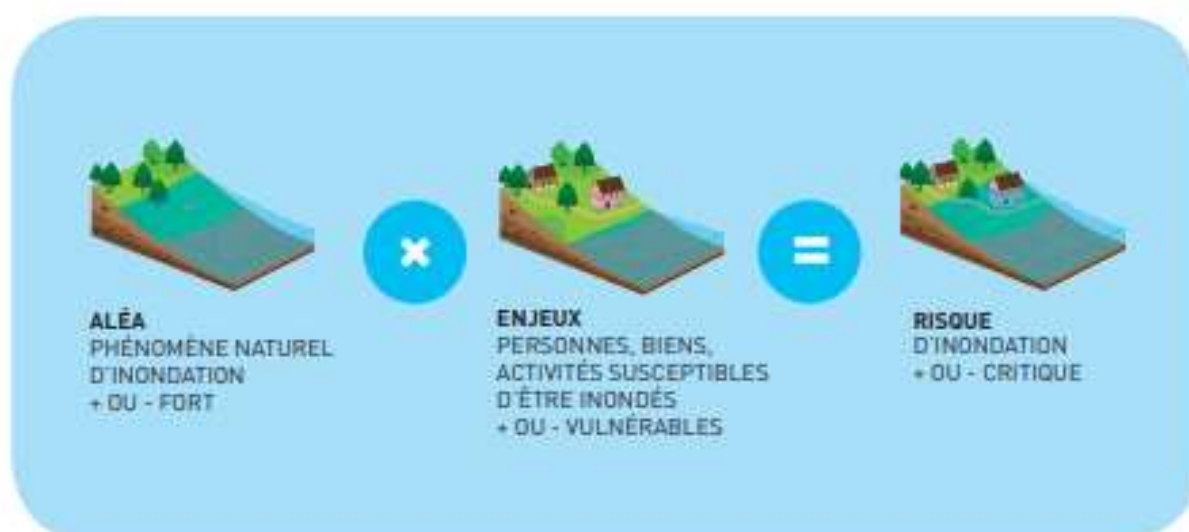 ALÉA
PHÉNOMÈNE NATUREL
D'INONDATION
+ OU - FORT
×
ENJEUX
PERSONNES, BIENS,
ACTIVITÉS SUSCEPTIBLES
D'ÊTRE INONDÉS
+ OU - VULNÉRABLES
=
RISQUE
D'INONDATION
+ OU - CRITIQUE